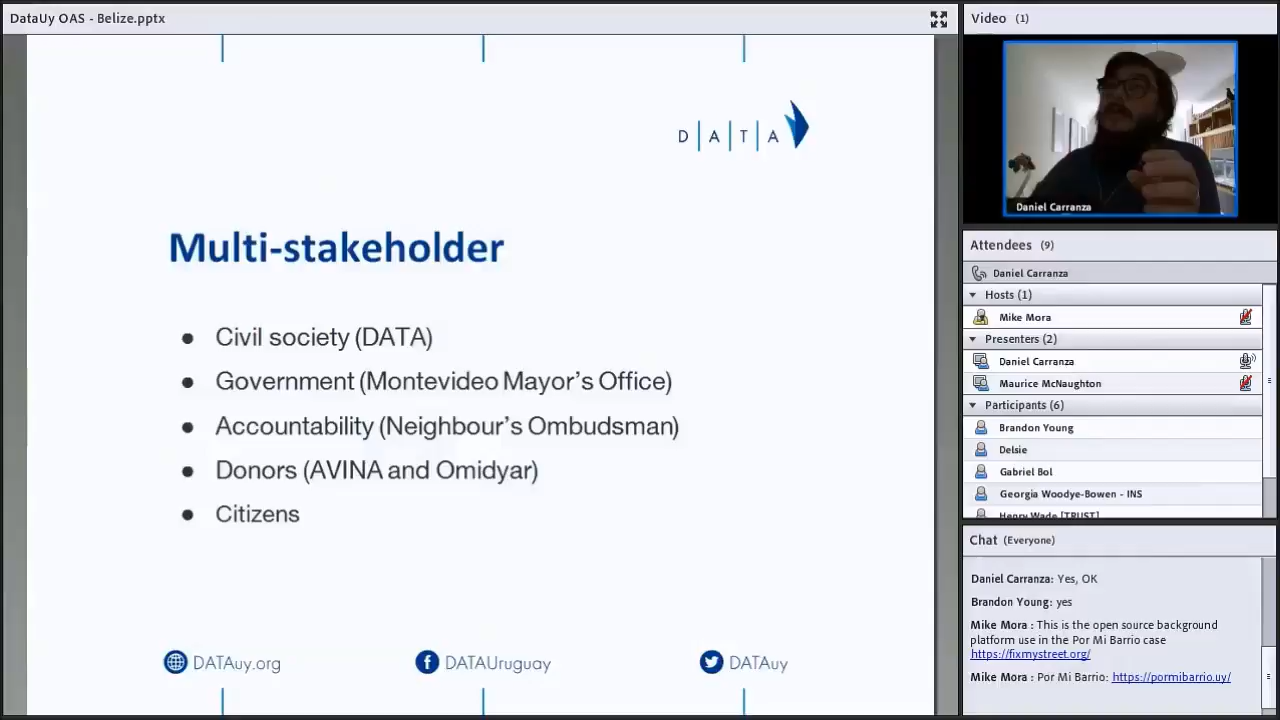 DataUy OAS - Belize.pptx
D|A|T|A
Multi-stakeholder
● Civil society (DATA)
● Government (Montevideo Mayor's Office)
● Accountability (Neighbour's Ombudsman)
● Donors (AVINA and Omidyar)
● Citizens
DATAuy.org
DATAUruguay
DATAuy
Video (1)
Daniel Carranza
Attendees (9)
Daniel Carranza
Hosts (1)
Mike Mora
Presenters (2)
Daniel Carranza
Maurice McNaughton
Participants (6)
Brandon Young
Delsie
Gabriel Bol
Georgia Woodye-Bowen - INS
Henry Wade [TRUST]
Chat (Everyone)
Daniel Carranza: Yes, OK
Brandon Young: yes
Mike Mora : This is the open source background
platform use in the Por Mi Barrio case
https://fixmystreet.org/
Mike Mora : Por Mi Barrio: https://pormibarrio.uy/